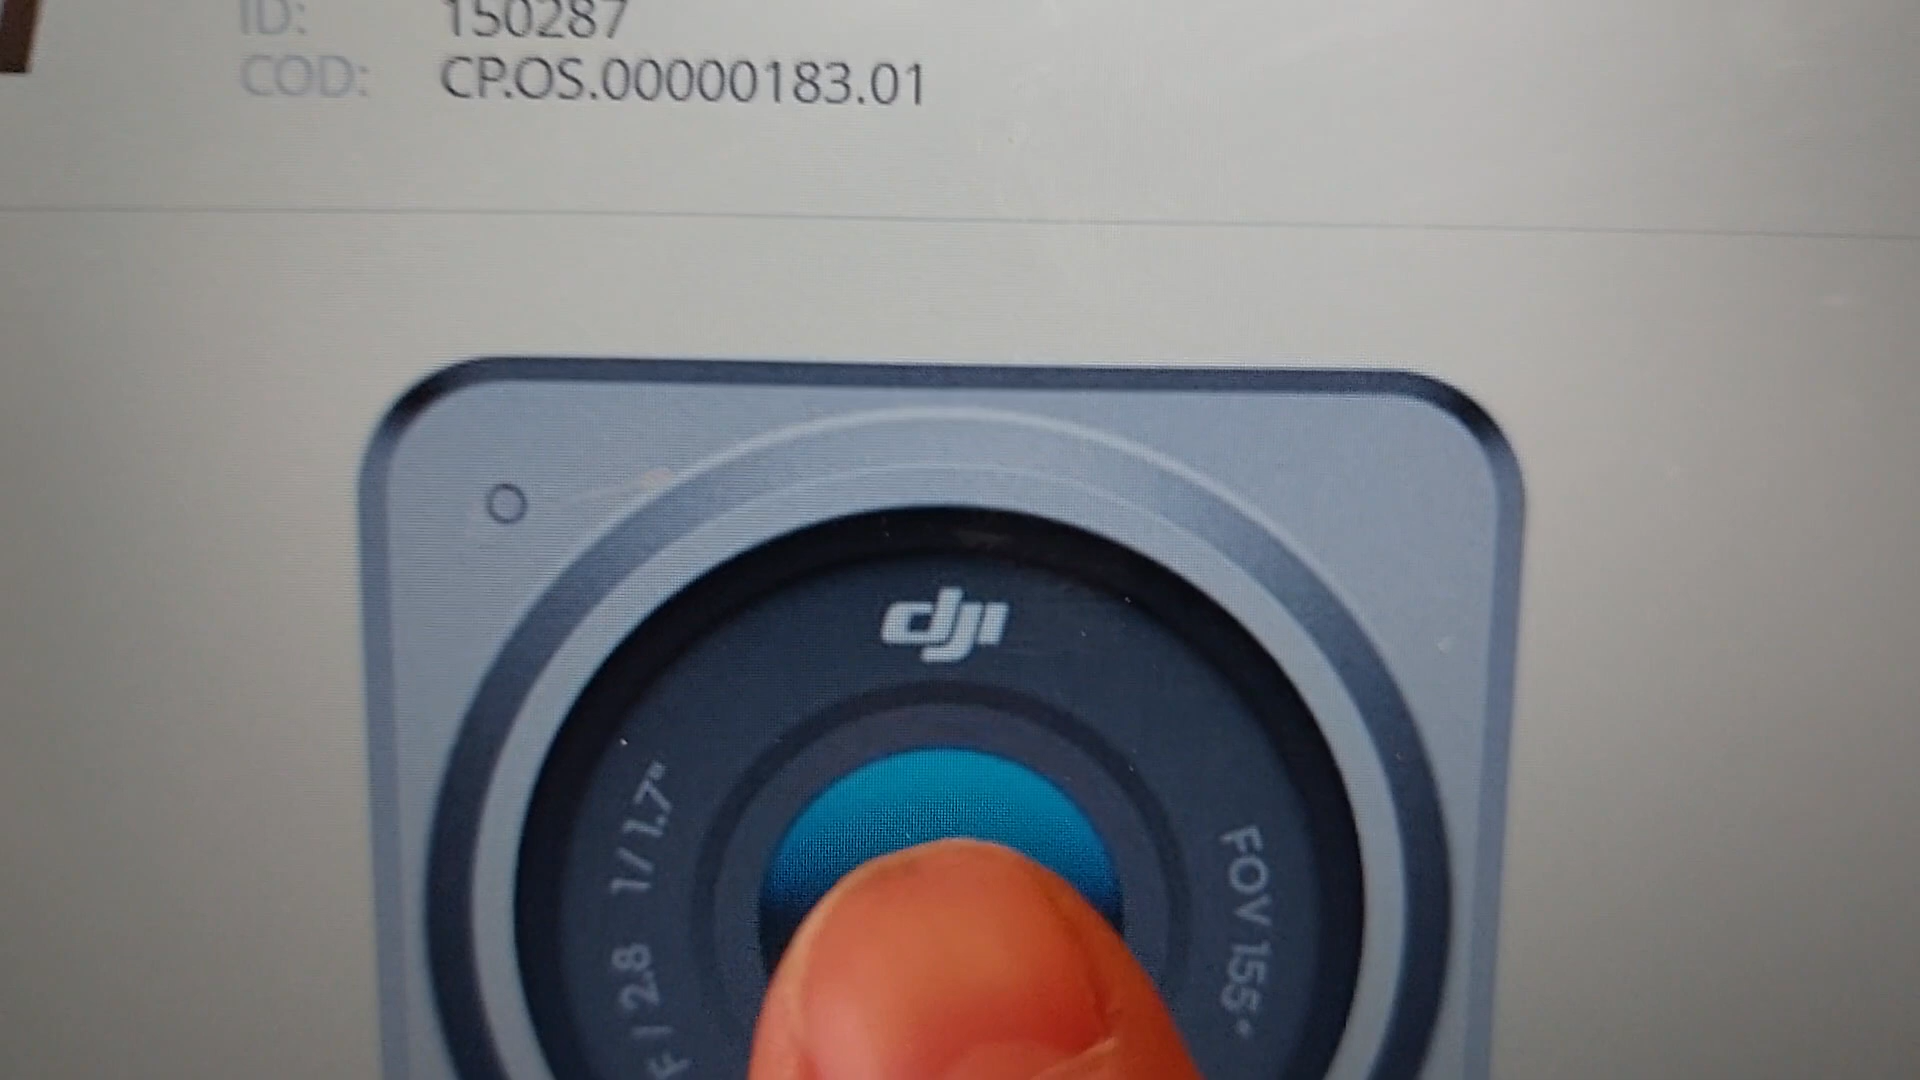 ID: 150287
COD: CP.OS.00000183.01
dji
1/1.7"
F | 2.8
FOV 155°